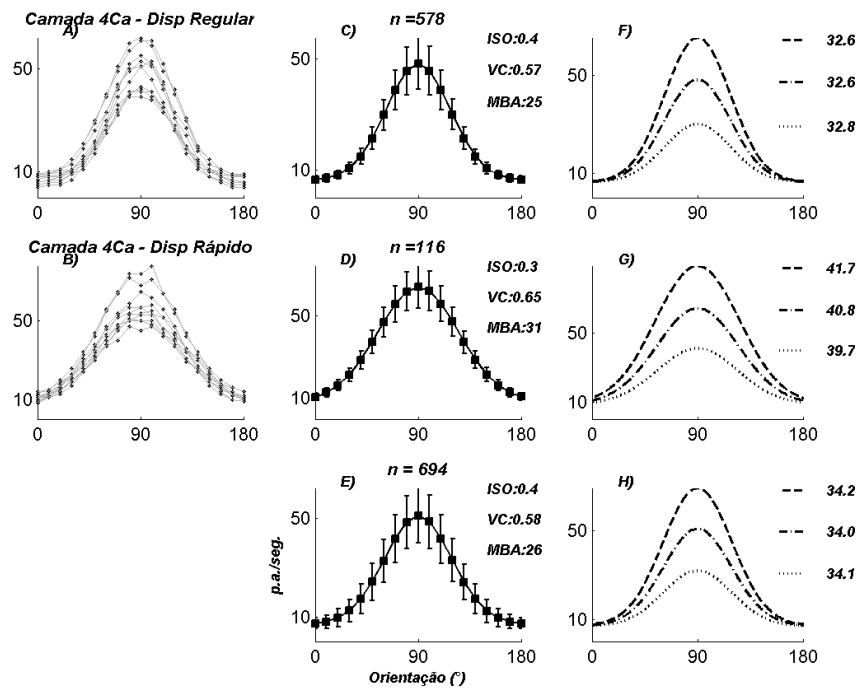 Camada 4Ca - Disp Regular
A)
50
10
0 90 180
n =578
C)
ISO:0.4
VC:0.57
MBA:25
50
10
0 90 180
F)
32.6
32.6
32.8
50
10
0 90 180
Camada 4Ca - Disp Rápido
B)
50
10
0 90 180
n =116
D)
ISO:0.3
VC:0.65
MBA:31
50
10
0 90 180
G)
41.7
40.8
39.7
50
10
0 90 180
n = 694
E)
ISO:0.4
VC:0.58
MBA:26
50
10
p.a./seg.
0 90 180
Orientação (°)
H)
34.2
34.0
34.1
50
10
0 90 180